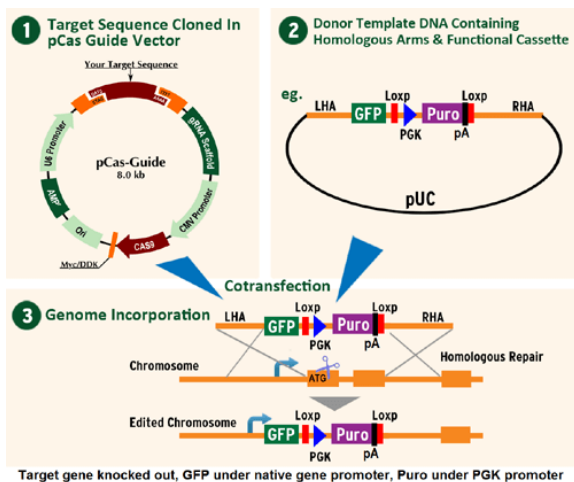 1 Target Sequence Cloned In
pCas Guide Vector
Your Target Sequence
U6 Promoter
gRNA Scaffold
pCas-Guide
8.0 kb
AMPr
CMV Promoter
Ori
CAS9
Myc/DDK
2 Donor Template DNA Containing
Homologous Arms & Functional Cassette
eg.
Loxp Loxp
LHA GFP Puro RHA
PGK pA
pUC
Cotransfection
3 Genome Incorporation
LHA Loxp Loxp RHA
GFP Puro
PGK pA
Homologous Repair
Chromosome
ATG
Edited Chromosome
Loxp Loxp
GFP Puro
PGK pA
Target gene knocked out, GFP under native gene promoter, Puro under PGK promoter